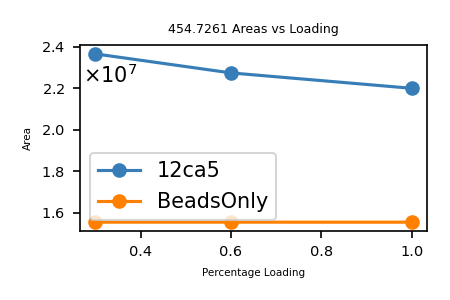 454.7261 Areas vs Loading
2.4
×10⁷
2.2
2.0
1.8
1.6
Area
12ca5
BeadsOnly
0.4 0.6 0.8 1.0
Percentage Loading